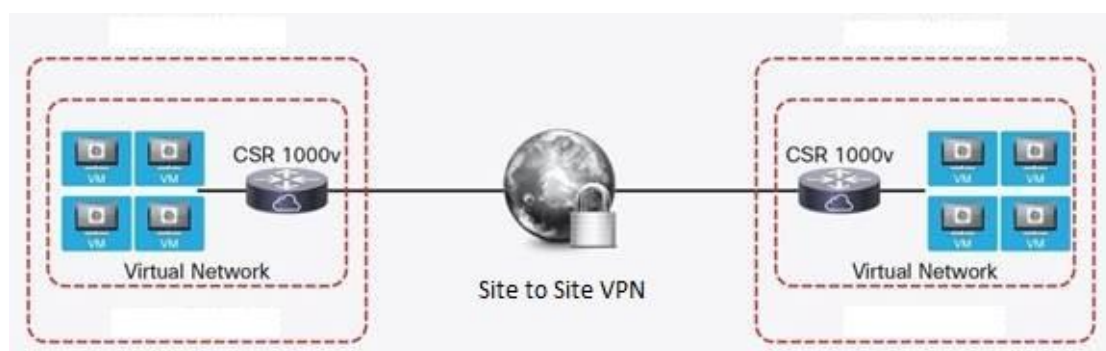 CSR 1000v
VM
VM
VM
VM
Virtual Network
Site to Site VPN
CSR 1000v
VM
VM
VM
VM
Virtual Network